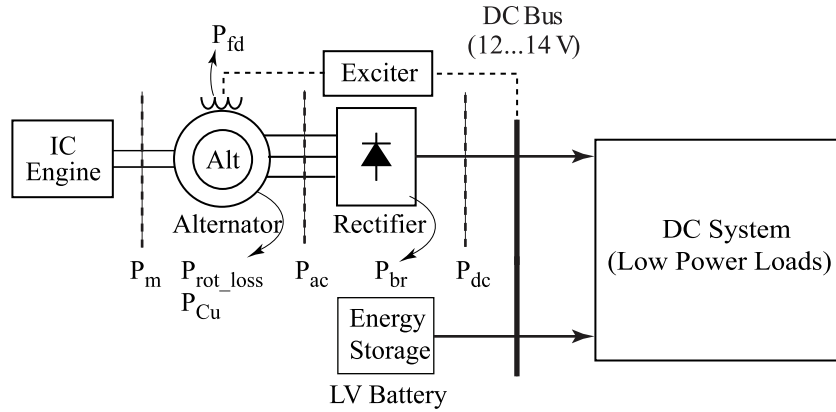 DC Bus
(12...14 V)
P_fd
Exciter
IC
Engine
Alt
Alternator
Rectifier
DC System
(Low Power Loads)
P_m
P_rot_loss
P_Cu
P_ac
P_br
P_dc
Energy
Storage
LV Battery